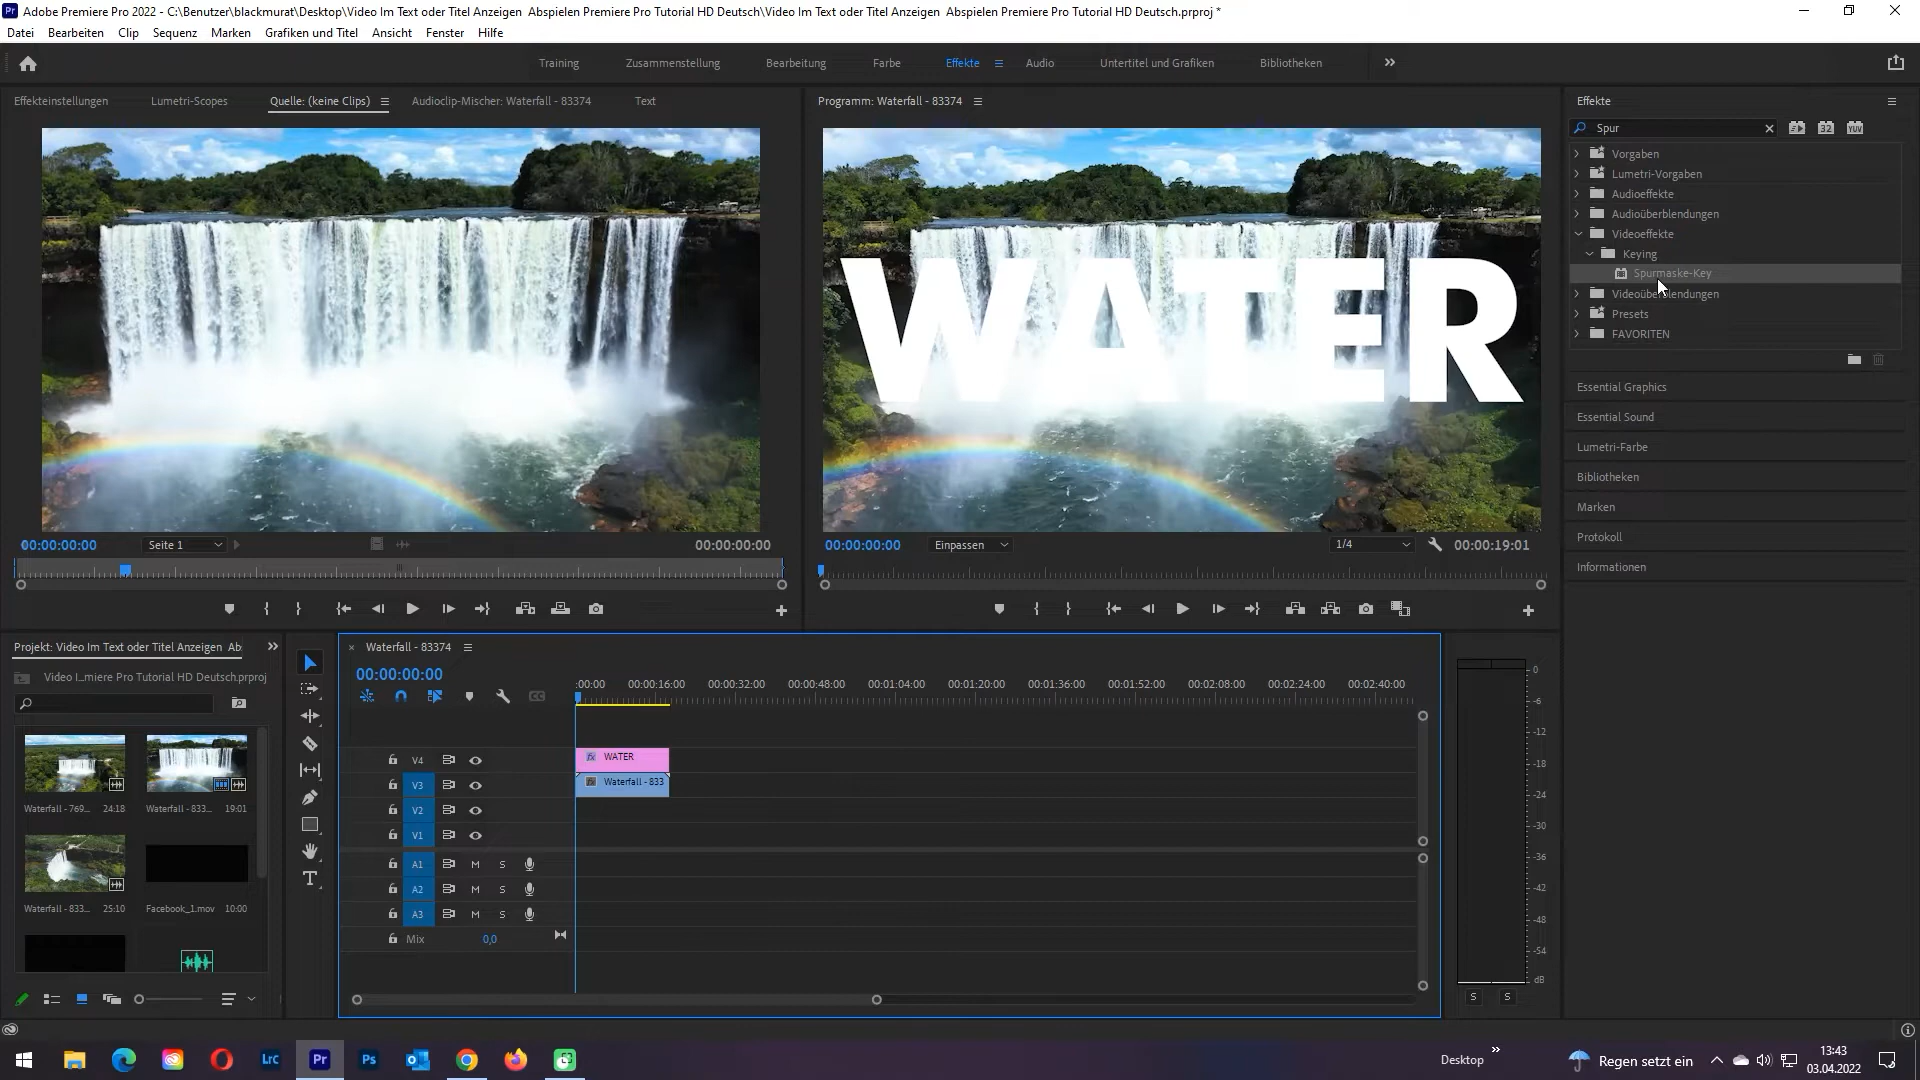 Adobe Premiere Pro 2022 - C:\Benutzer\blackmurat\Desktop\Video Im Text oder Titel Anzeigen  Abspielen Premiere Pro Tutorial HD Deutsch\Video Im Text oder Titel Anzeigen  Abspielen Premiere Pro Tutorial HD Deutsch.prproj *
Datei Bearbeiten Clip Sequenz Marken Grafiken und Titel Ansicht Fenster Hilfe
Training Zusammenstellung Bearbeitung Farbe Effekte Audio Untertitel und Grafiken Bibliotheken
Effekteinstellungen Lumetri-Scopes Quelle: (keine Clips) Audioclip-Mischer: Waterfall - 83374 Text
Programm: Waterfall - 83374
WATER
00:00:00:00 Seite 1 00:00:00:00
00:00:00:00 Einpassen 1/4 00:00:19:01
Effekte
Spur
32 YUV
Vorgaben
Lumetri-Vorgaben
Audioeffekte
Audioüberblendungen
Videoeffekte
Keying
Spurmaske-Key
Videoüberblendungen
Presets
FAVORITEN
Essential Graphics
Essential Sound
Lumetri-Farbe
Bibliotheken
Marken
Protokoll
Informationen
Projekt: Video Im Text oder Titel Anzeigen  Ab
Video I...miere Pro Tutorial HD Deutsch.prproj
Waterfall - 769... 24:18
Waterfall - 833... 19:01
Waterfall - 833... 25:10
Facebook_1.mov 10:00
Waterfall - 83374
00:00:00:00
:00:00 00:00:16:00 00:00:32:00 00:00:48:00 00:01:04:00 00:01:20:00 00:01:36:00 00:01:52:00 00:02:08:00 00:02:24:00 00:02:40:00
V4 fx WATER
V3 fx Waterfall - 833
V2
V1
A1 M S
A2 M S
A3 M S
Mix 0,0
0
-6
-12
-18
-24
-30
-36
-42
-48
-54
dB
S S
Pr Lrc Ps
Desktop
Regen setzt ein
13:43
03.04.2022